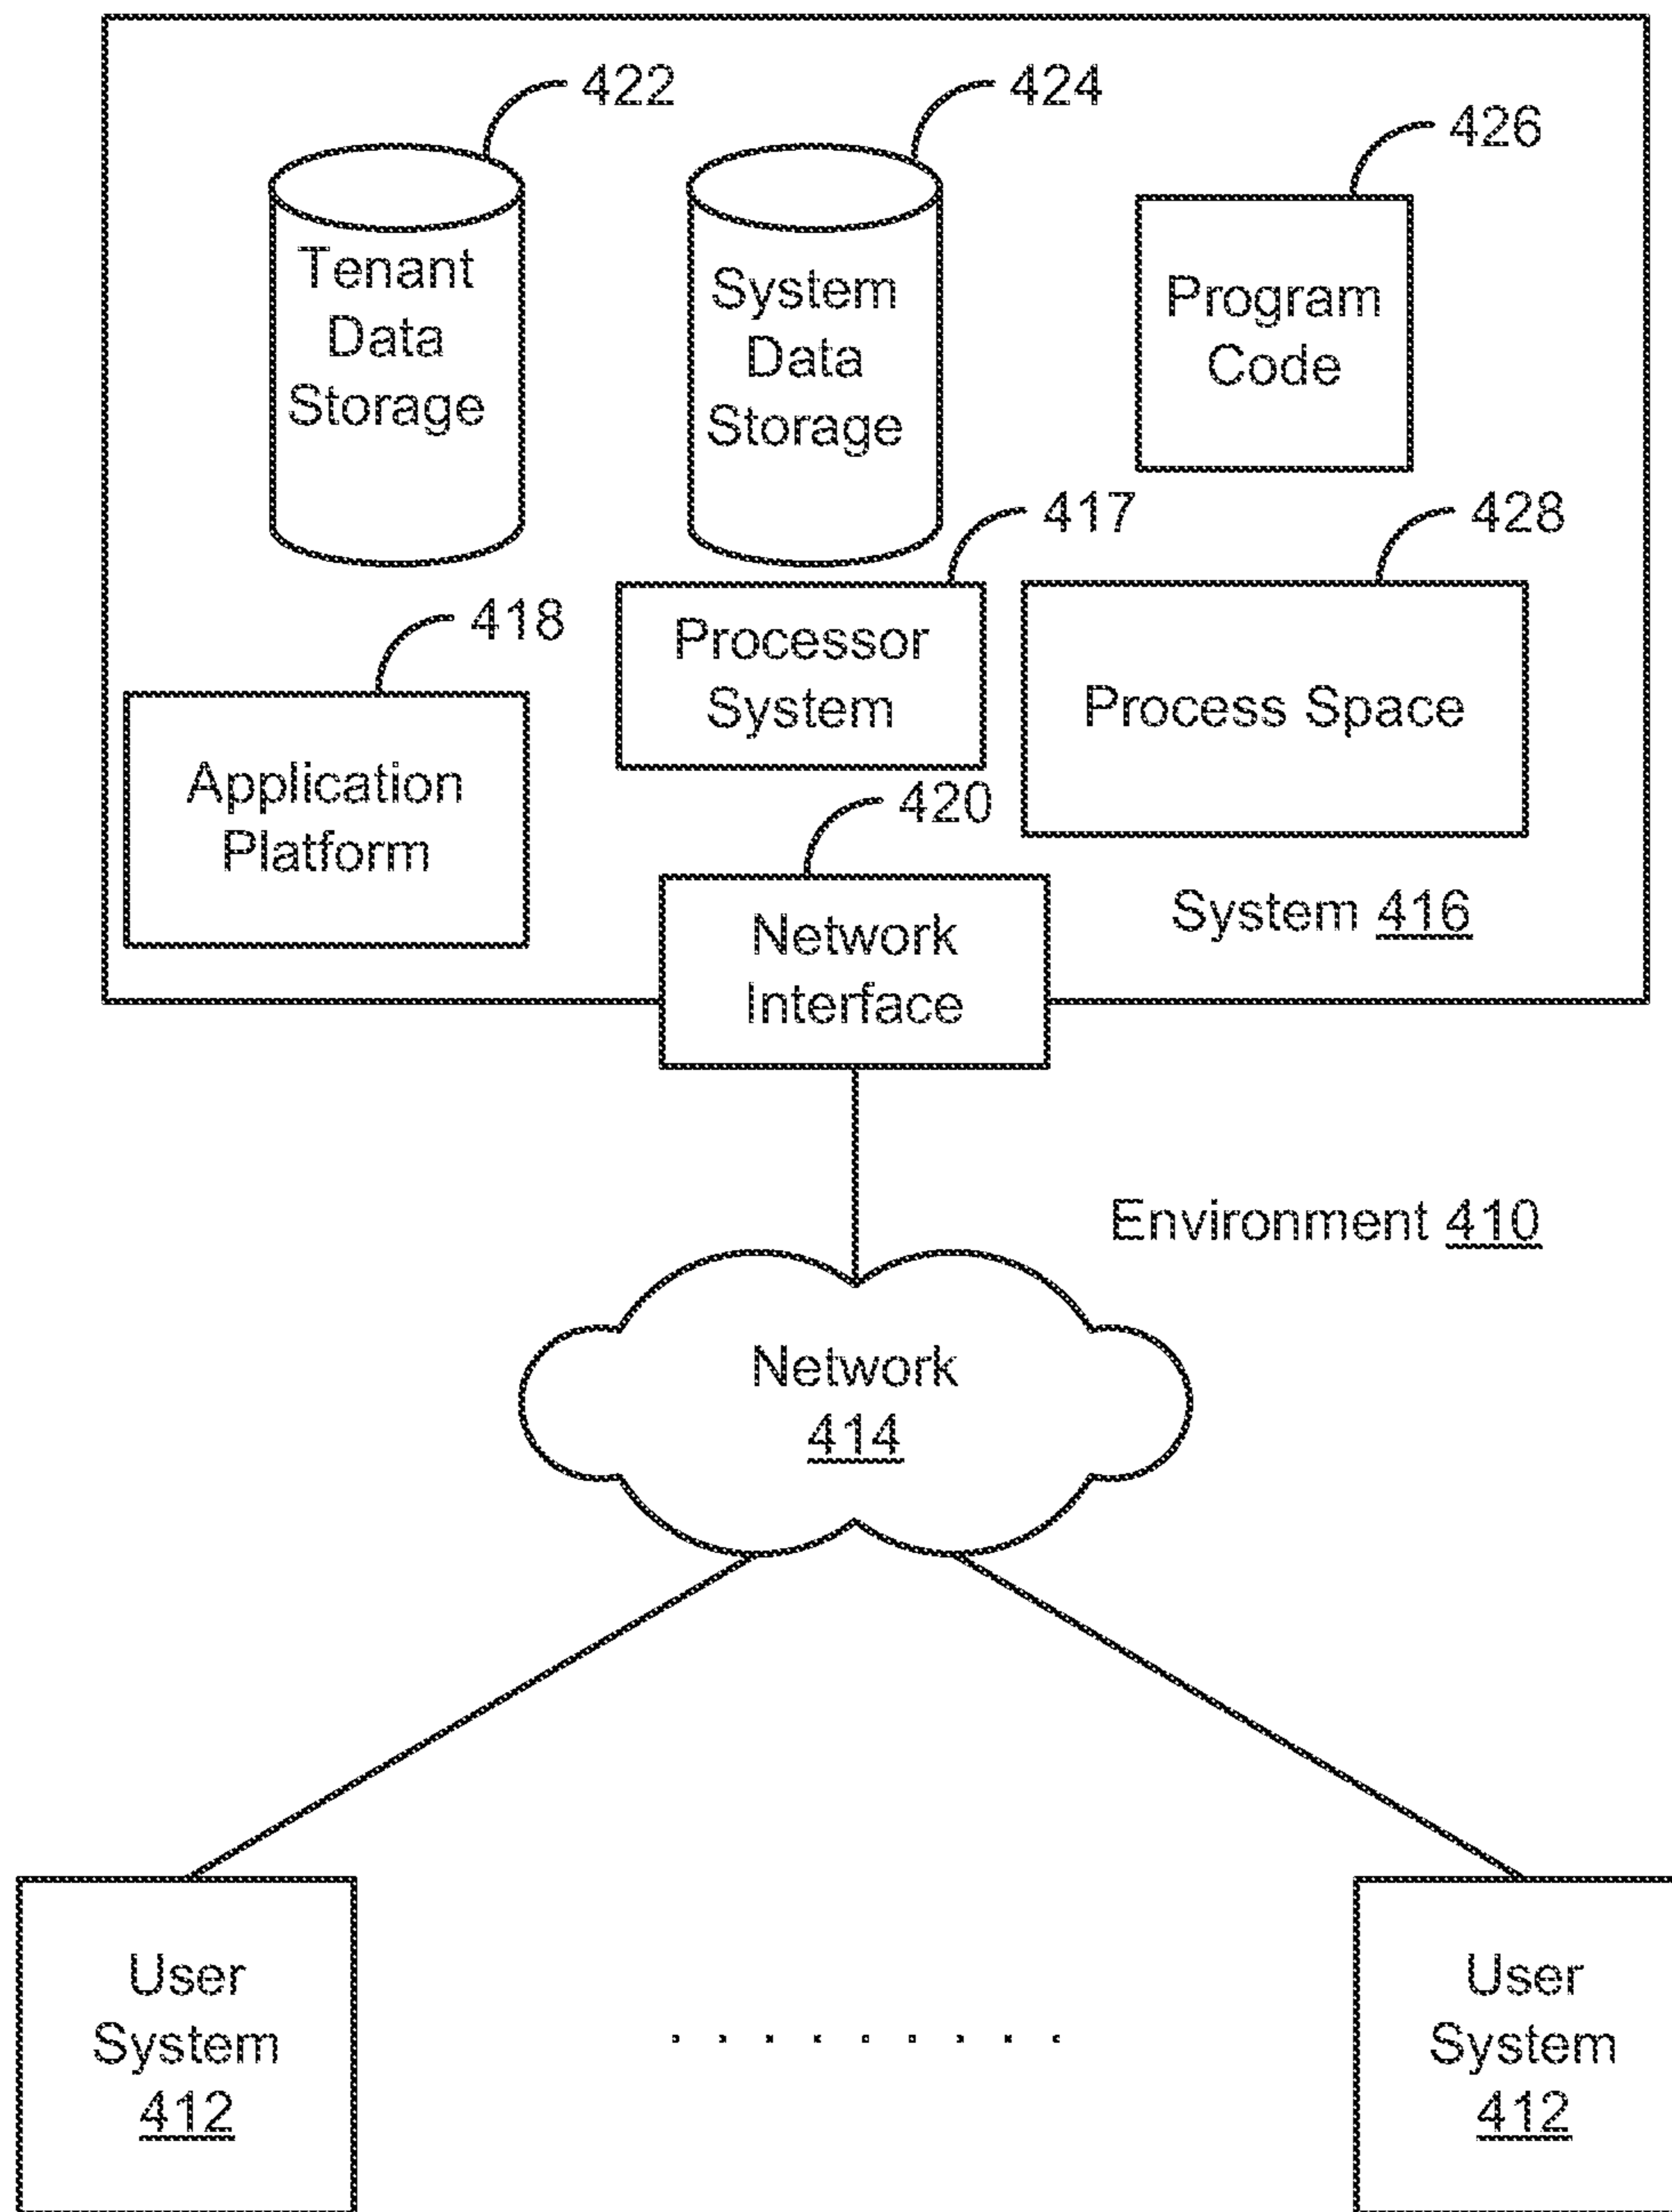 422
424
426
Tenant
Data
Storage
System
Data
Storage
Program
Code
417
428
418
Processor
System
Process Space
Application
Platform
420
Network
Interface
System 416
Environment 410
Network
414
User
System
412
User
System
412